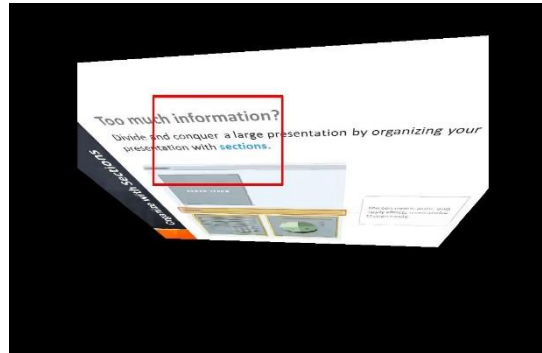 Too much information?
Divide and conquer a large presentation by organizing your
presentation with sections.
Organize with Sections